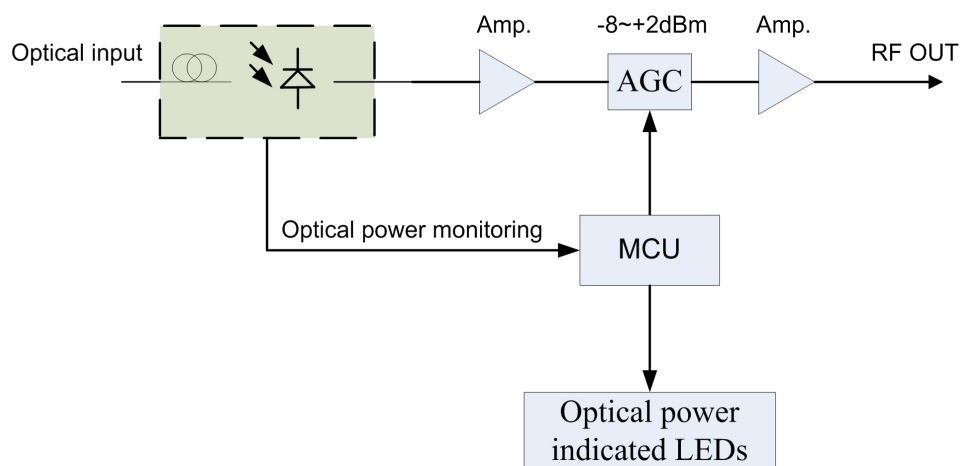 Amp.
-8~+2dBm
Amp.
Optical input
RF OUT
AGC
Optical power monitoring
MCU
Optical power
indicated LEDs